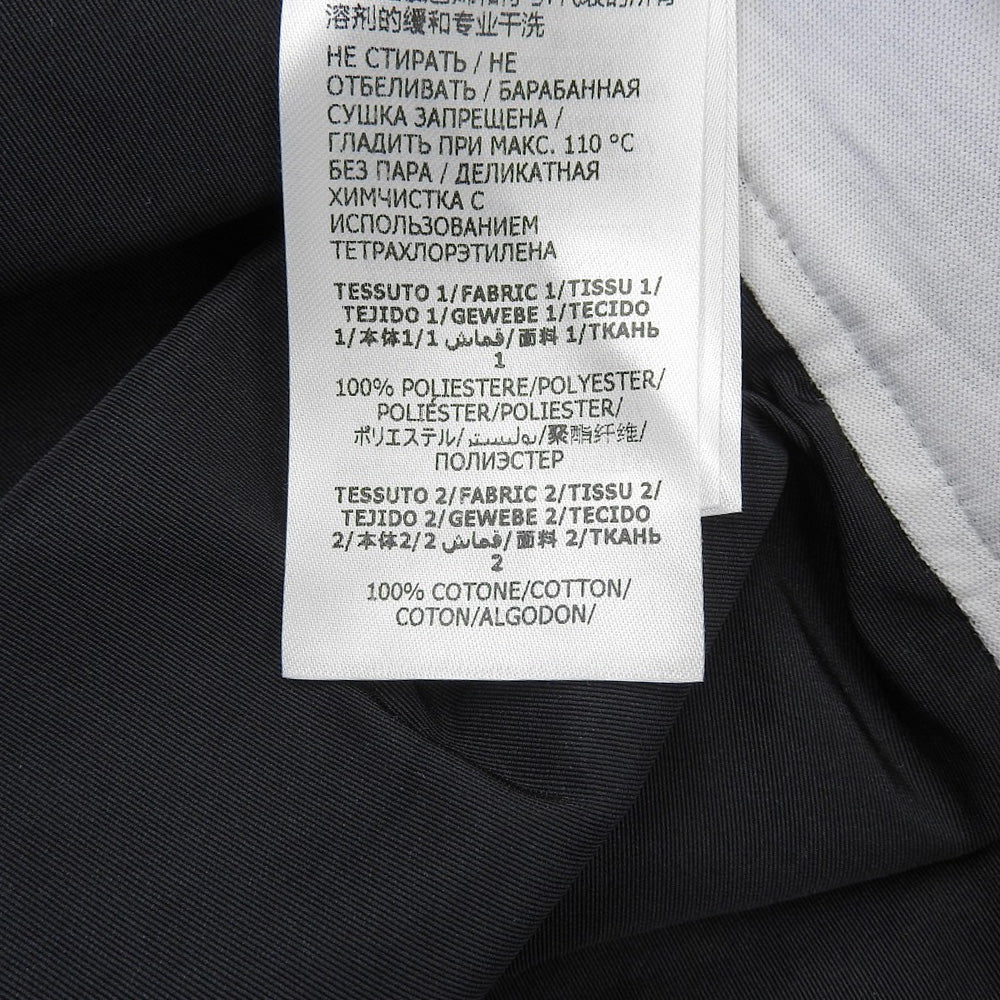 溶剂的缓和专业干洗
НЕ СТИРАТЬ / НЕ
ОТБЕЛИВАТЬ / БАРАБАННАЯ
СУШКА ЗАПРЕЩЕНА /
ГЛАДИТЬ ПРИ МАКС. 110 °C
БЕЗ ПАРА / ДЕЛИКАТНАЯ
ХИМЧИСТКА С
ИСПОЛЬЗОВАНИЕМ
ТЕТРАХЛОРЭТИЛЕНА
TESSUTO 1/FABRIC 1/TISSU 1/
TEJIDO 1/GEWEBE 1/TECIDO
1/本体1/1 قماش/面料 1/ТКАНЬ
1
100% POLIESTERE/POLYESTER/
POLIÉSTER/POLIESTER/
ポリエステル/بوليستر/聚酯纤维/
ПОЛИЭСТЕР
TESSUTO 2/FABRIC 2/TISSU 2/
TEJIDO 2/GEWEBE 2/TECIDO
2/本体2/2 قماش/面料 2/ТКАНЬ
2
100% COTONE/COTTON/
COTON/ALGODON/